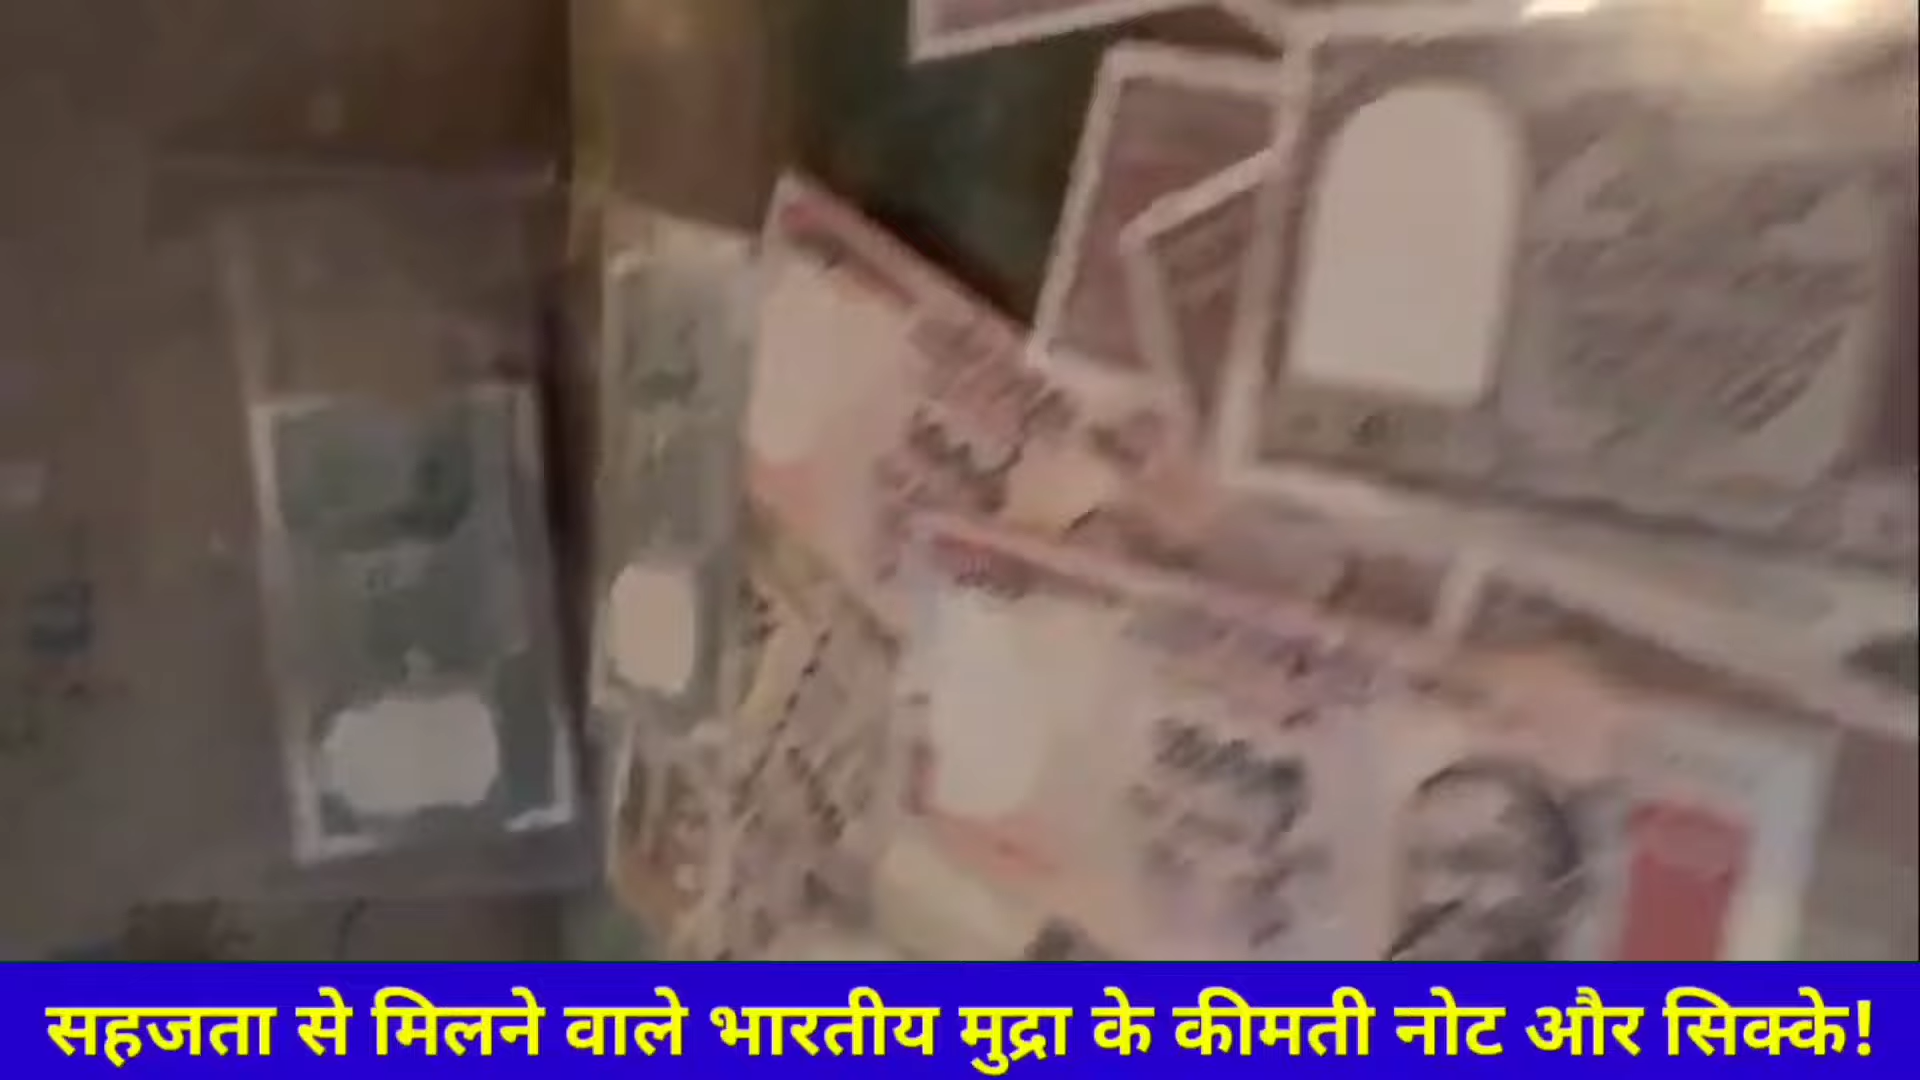 सहजता से मिलने वाले भारतीय मुद्रा के कीमती नोट और सिक्के!